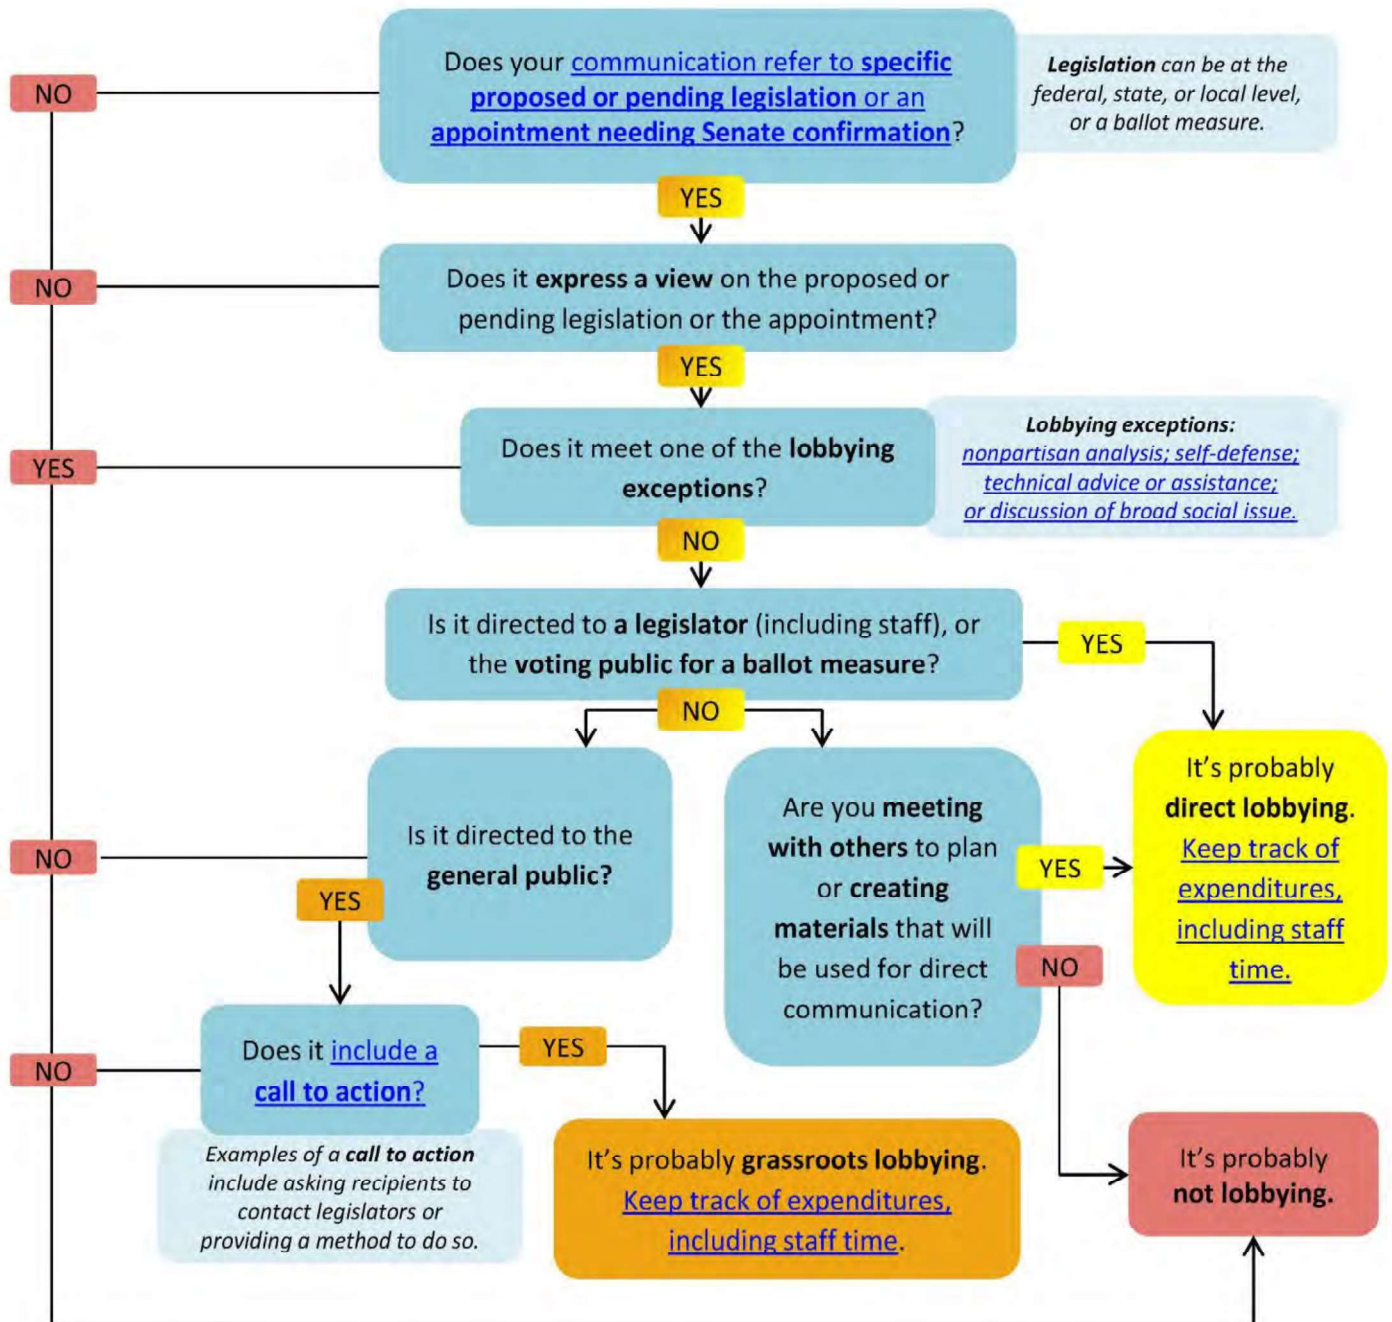 Does your communication refer to specific
proposed or pending legislation or an
appointment needing Senate confirmation?
Legislation can be at the
federal, state, or local level,
or a ballot measure.
NO
YES
Does it express a view on the proposed or
pending legislation or the appointment?
NO
YES
Does it meet one of the lobbying
exceptions?
Lobbying exceptions:
nonpartisan analysis; self-defense;
technical advice or assistance;
or discussion of broad social issue.
YES
NO
Is it directed to a legislator (including staff), or
the voting public for a ballot measure?
YES
NO
Is it directed to the
general public?
NO
YES
Are you meeting
with others to plan
or creating
materials that will
be used for direct
communication?
YES
NO
It's probably
direct lobbying.
Keep track of
expenditures,
including staff
time.
Does it include a
call to action?
NO
YES
Examples of a call to action
include asking recipients to
contact legislators or
providing a method to do so.
It's probably grassroots lobbying.
Keep track of expenditures,
including staff time.
It's probably
not lobbying.